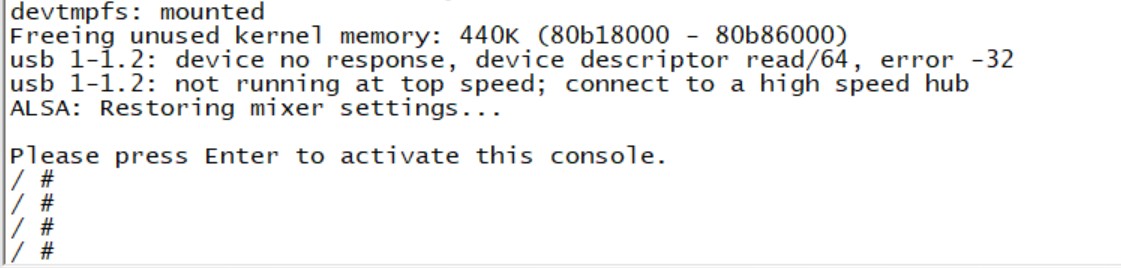 devtmpfs: mounted
Freeing unused kernel memory: 440K (80b18000 - 80b86000)
usb 1-1.2: device no response, device descriptor read/64, error -32
usb 1-1.2: not running at top speed; connect to a high speed hub
ALSA: Restoring mixer settings...

Please press Enter to activate this console.
/ #
/ #
/ #
/ #